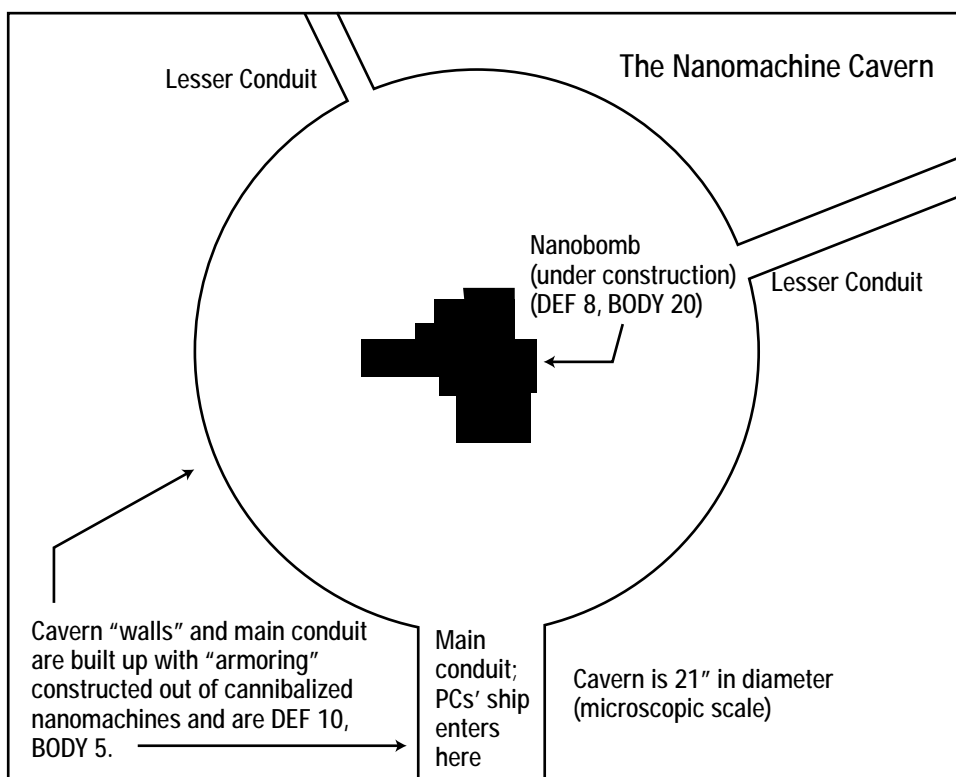 The Nanomachine Cavern
Lesser Conduit
Nanobomb
(under construction)
(DEF 8, BODY 20)
Lesser Conduit
Cavern “walls” and main conduit
are built up with “armoring”
constructed out of cannibalized
nanomachines and are DEF 10,
BODY 5.
Main
conduit;
PCs’ ship
enters
here
Cavern is 21” in diameter
(microscopic scale)